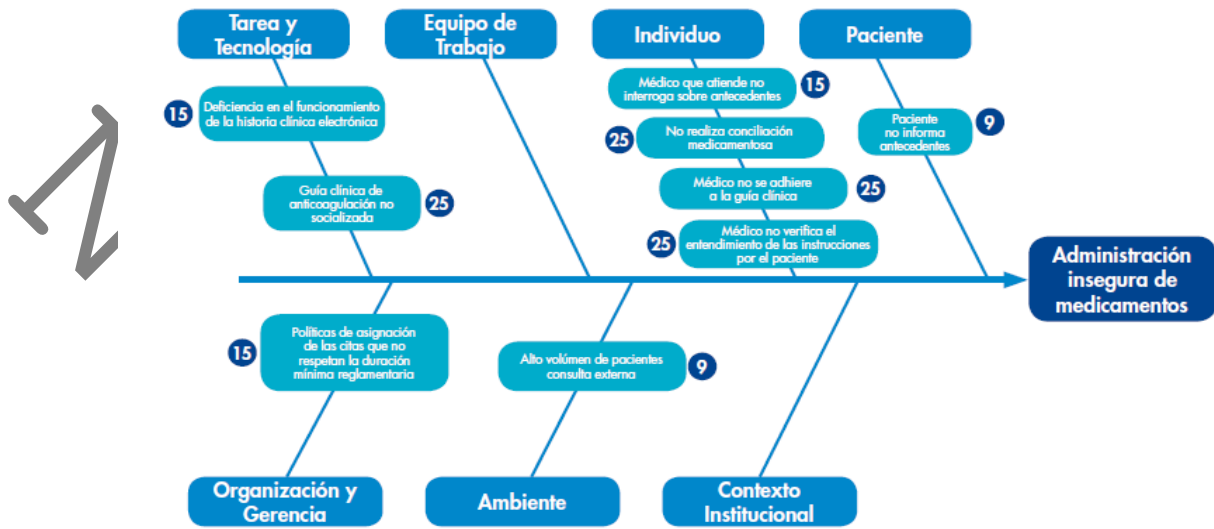 Tarea y
Tecnología
Equipo de
Trabajo
Individuo
Paciente
Médico que atiende no
interroga sobre antecedentes
15
15
Deficiencia en el funcionamiento
de la historia clínica electrónica
No realiza conciliación
medicamentosa
25
Paciente
no informa
antecedentes
9
Guía clínica de
anticoagulación no
socializada
25
Médico no se adhiere
a la guía clínica
25
25
Médico no verifica el
entendimiento de las instrucciones
por el paciente
Administración
insegura de
medicamentos
15
Políticas de asignación
de las citas que no
respetan la duración
mínima reglamentaria
Alto volúmen de pacientes
consulta externa
9
Organización y
Gerencia
Ambiente
Contexto
Institucional